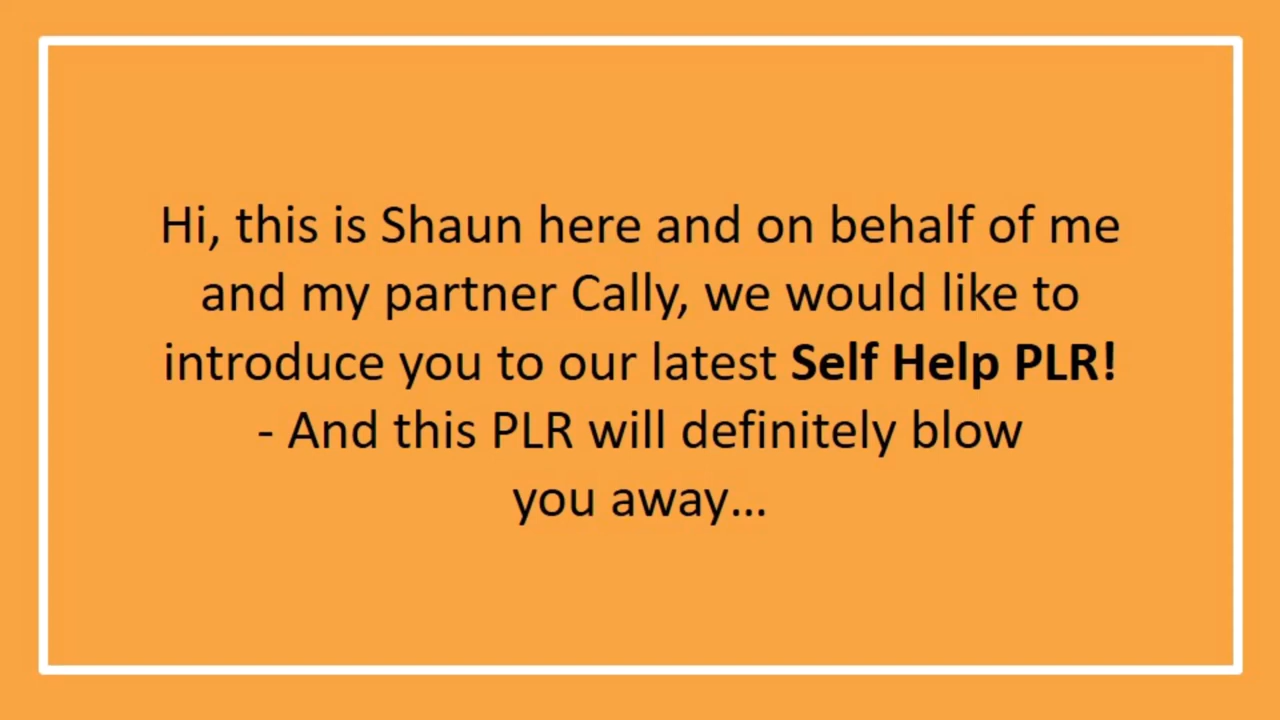 Hi, this is Shaun here and on behalf of me
and my partner Cally, we would like to
introduce you to our latest Self Help PLR!
- And this PLR will definitely blow
you away...